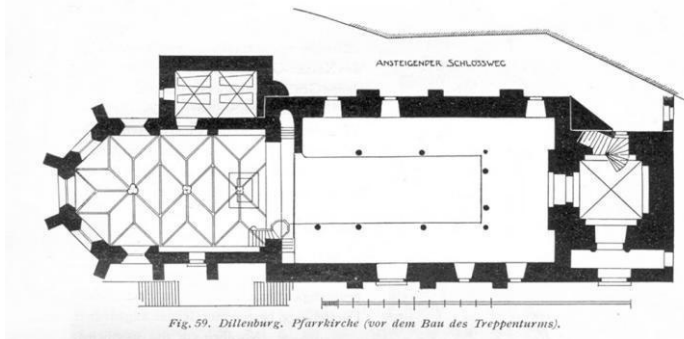 ANSTEIGENDER SCHLOSSWEG
Fig. 59. Dillenburg. Pfarrkirche (vor dem Bau des Treppenturms).